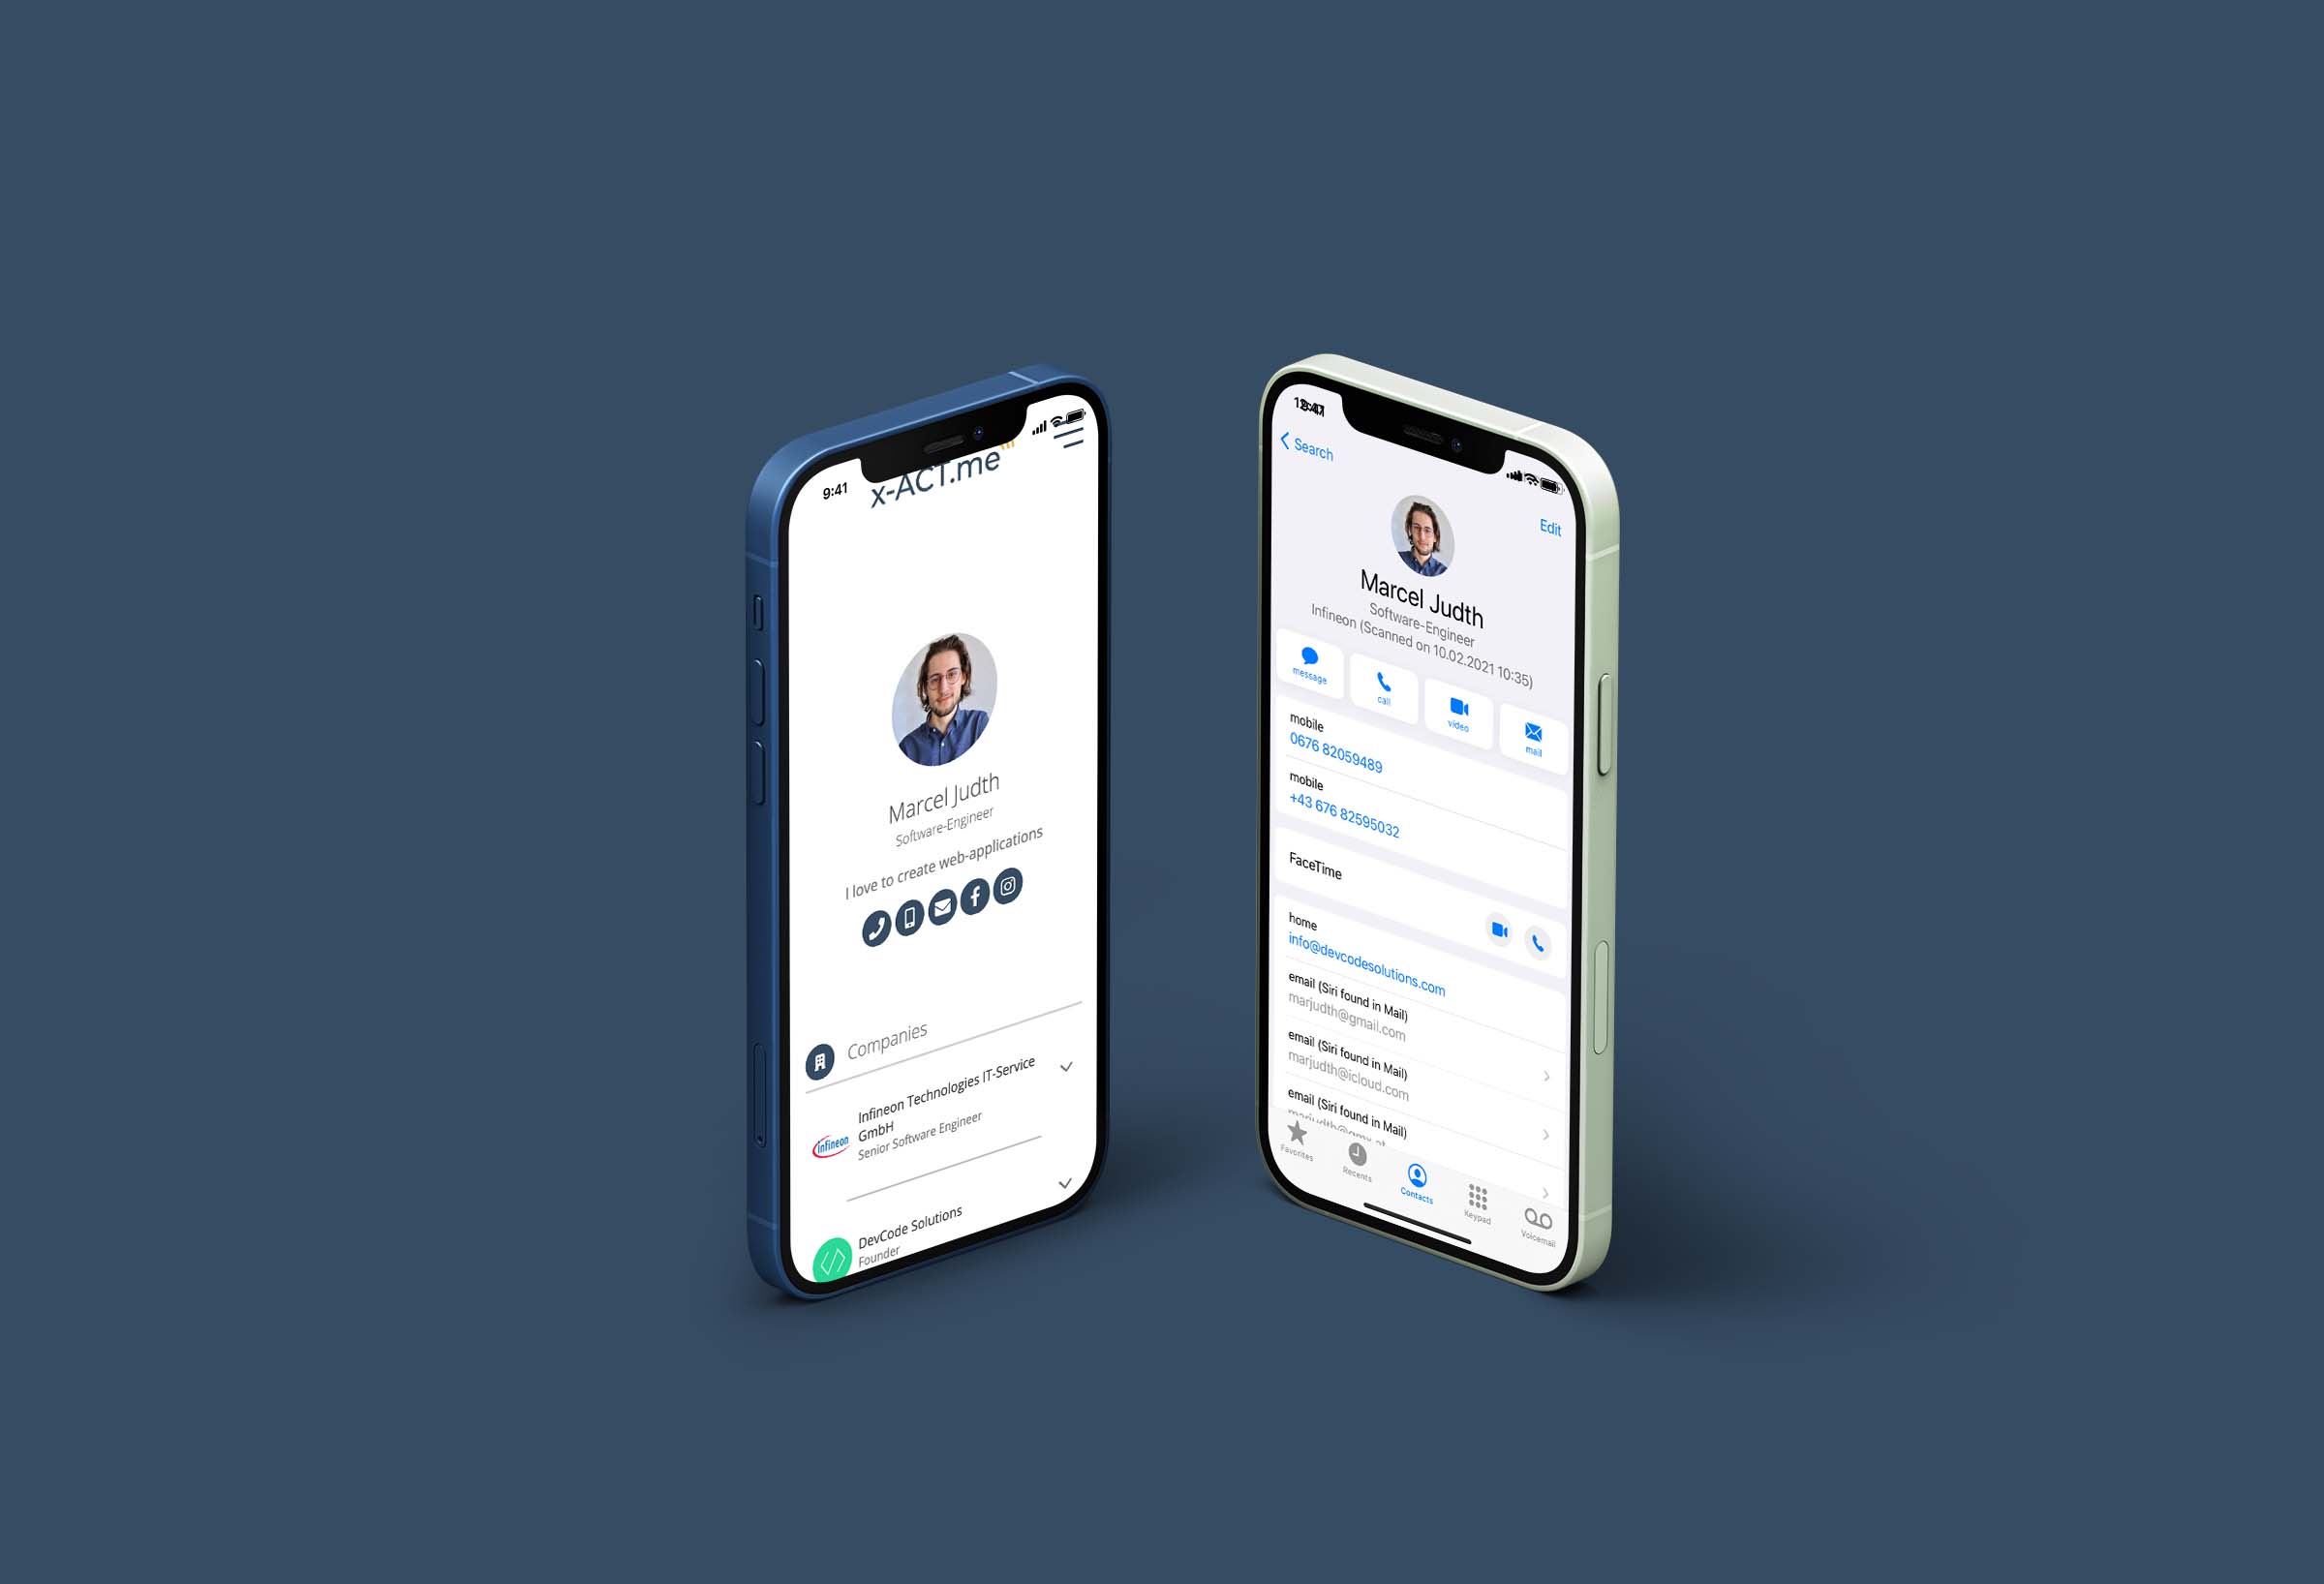 9:41
x-ACT.me
Marcel Judth
Software-Engineer
I love to create web-applications
Companies
Infineon Technologies IT-Service
GmbH
Senior Software Engineer
infineon
DevCode Solutions
Founder
Search
Edit
Marcel Judth
Software-Engineer
Infineon (Scanned on 10.02.2021 10:35)
message
call
video
mail
mobile
0676 82059489
mobile
+43 676 82595032
FaceTime
home
info@devcodesolutions.com
email (Siri found in Mail)
marjudth@gmail.com
email (Siri found in Mail)
marjudth@icloud.com
email (Siri found in Mail)
Favorites
Recents
Contacts
Keypad
Voicemail